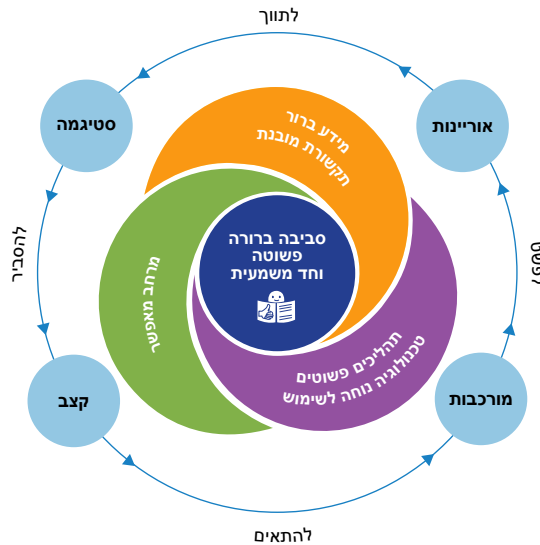 לתווך
סטיגמה
אוריינות
מידע ברור
תקשורת מובנת
סביבה ברורה
פשוטה
וחד משמעית
מרחב מאפשר
להסביר
לפשט
תהליכים פשוטים
טכנולוגיה נוחה לשימוש
קצב
מורכבות
להתאים